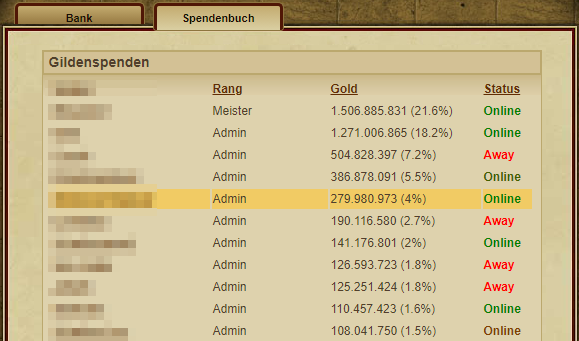 Bank Spendenbuch
Gildenspenden
Rang Gold Status
Meister 1.506.885.831 (21.6%) Online
Admin 1.271.006.865 (18.2%) Online
Admin 504.828.397 (7.2%) Away
Admin 386.878.091 (5.5%) Online
Admin 279.980.973 (4%) Online
Admin 190.116.580 (2.7%) Away
Admin 141.176.801 (2%) Online
Admin 126.593.723 (1.8%) Away
Admin 125.251.424 (1.8%) Away
Admin 110.457.423 (1.6%) Online
Admin 108.041.750 (1.5%) Online